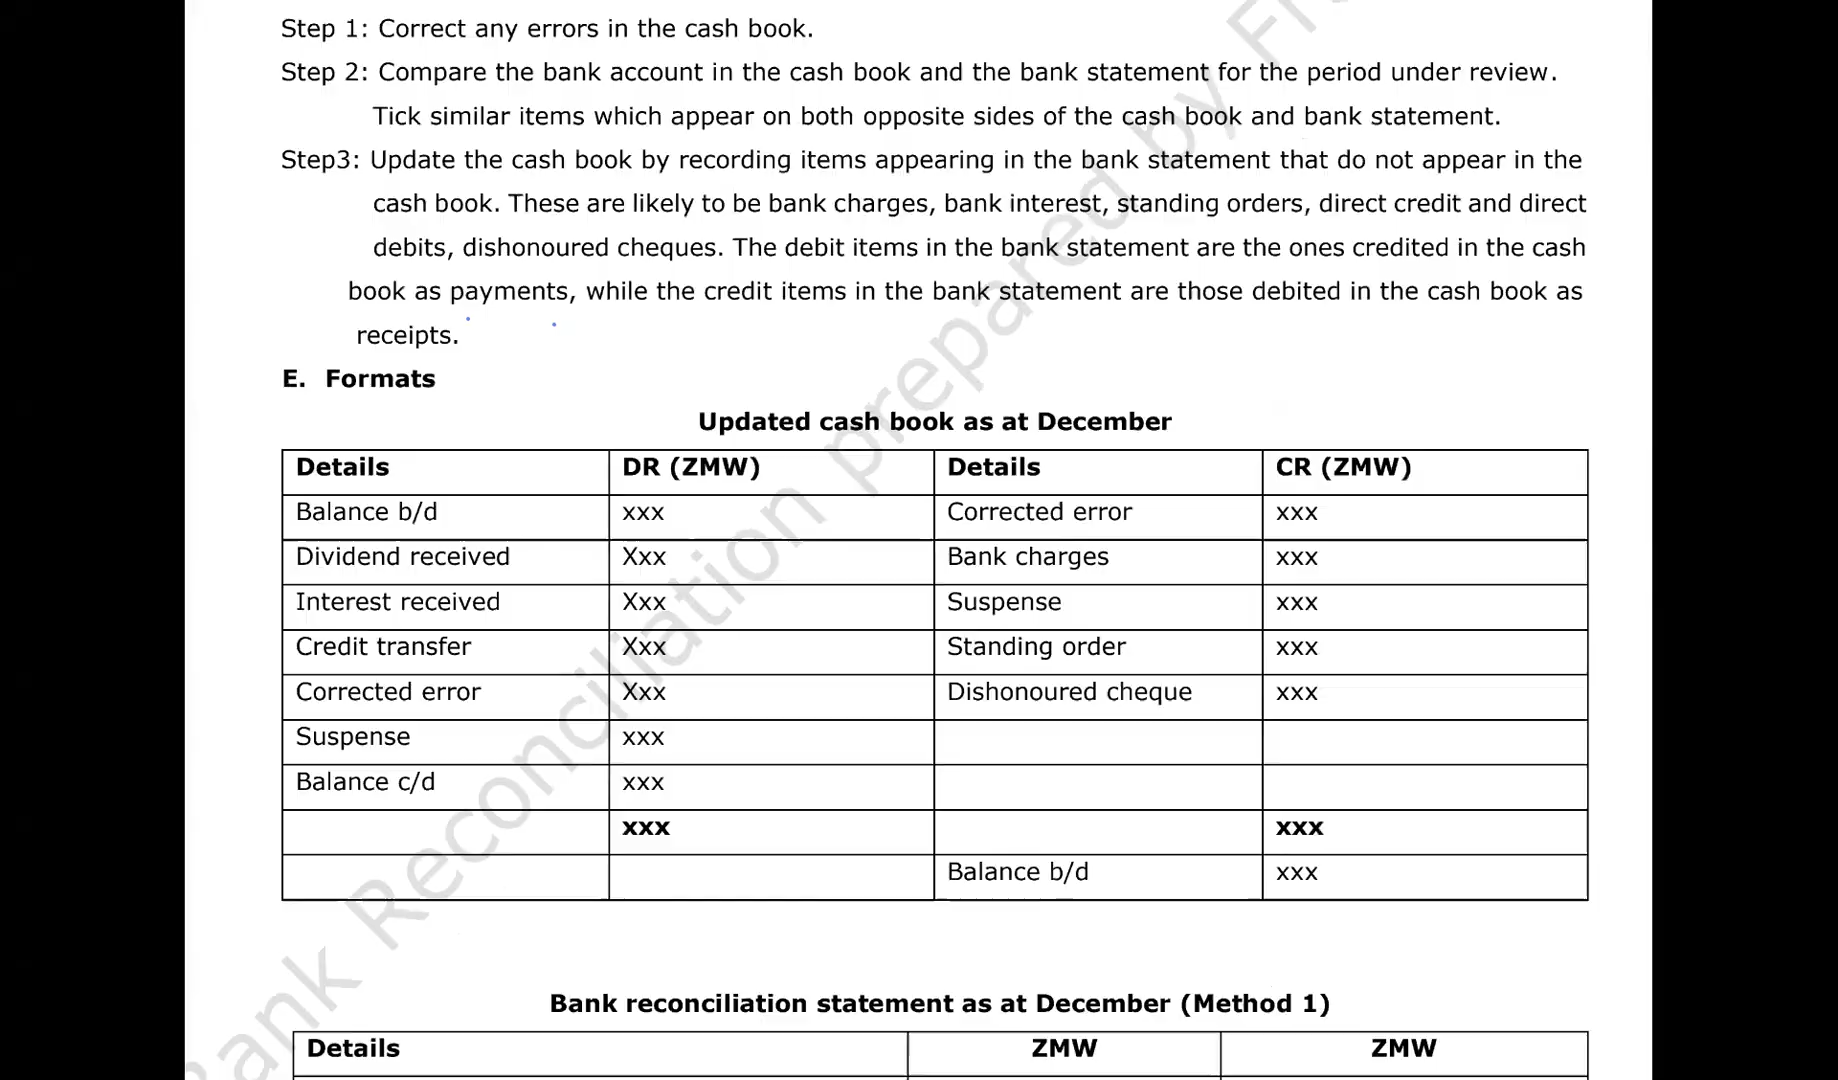 Step 1: Correct any errors in the cash book.
Step 2: Compare the bank account in the cash book and the bank statement for the period under review.
Tick similar items which appear on both opposite sides of the cash book and bank statement.
Step3: Update the cash book by recording items appearing in the bank statement that do not appear in the
cash book. These are likely to be bank charges, bank interest, standing orders, direct credit and direct
debits, dishonoured cheques. The debit items in the bank statement are the ones credited in the cash
book as payments, while the credit items in the bank statement are those debited in the cash book as
receipts.
E. Formats
Updated cash book as at December
Details DR (ZMW) Details CR (ZMW)
Balance b/d xxx Corrected error xxx
Dividend received Xxx Bank charges xxx
Interest received Xxx Suspense xxx
Credit transfer Xxx Standing order xxx
Corrected error Xxx Dishonoured cheque xxx
Suspense xxx
Balance c/d xxx
xxx xxx
Balance b/d xxx
Bank reconciliation statement as at December (Method 1)
Details ZMW ZMW
Bank Reconciliation prepared by